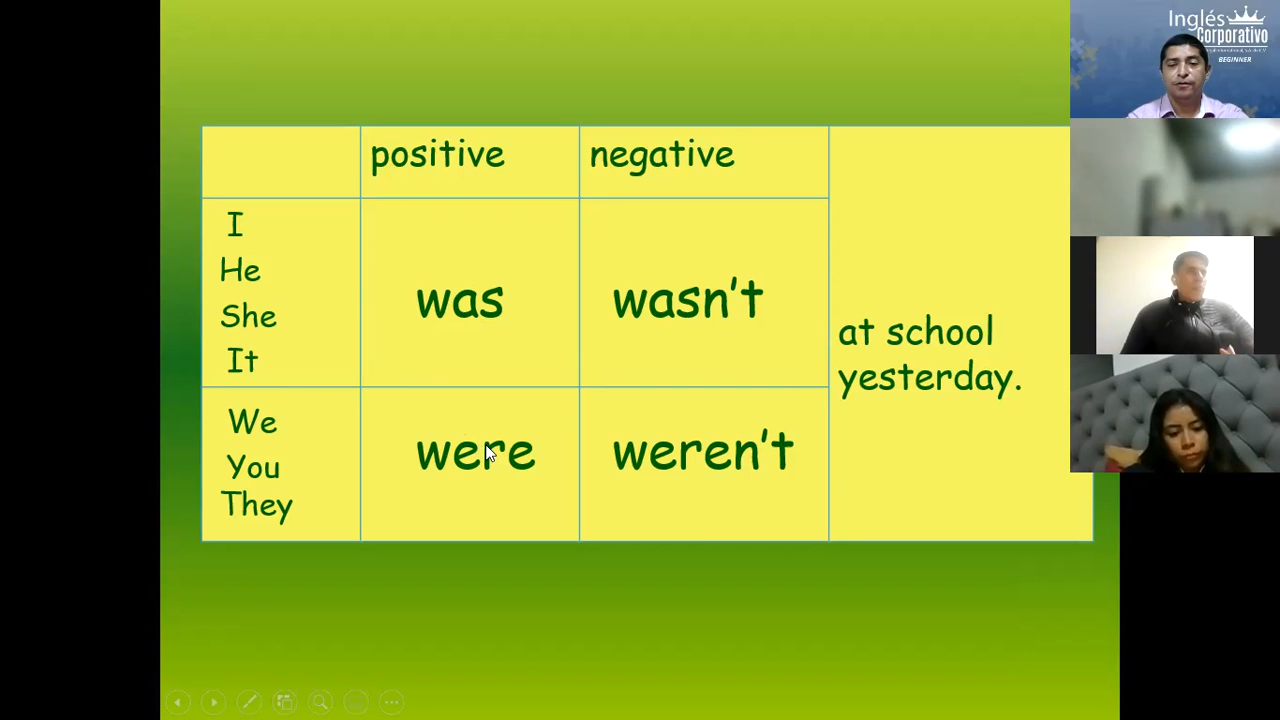 positive negative
I
He
She
It
was wasn't
at school
yesterday.
We
You
They
were weren't
Inglés
Corporativo
BEGINNER